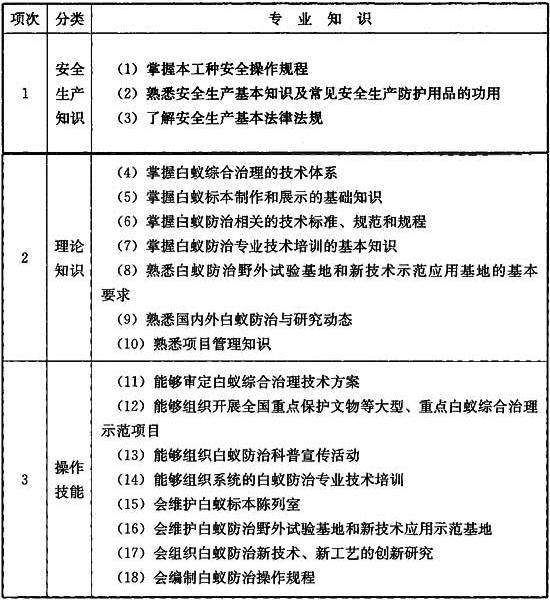 项次 分类 专业知识
1 安全生产知识
(1) 掌握本工种安全操作规程
(2) 熟悉安全生产基本知识及常见安全生产防护用品的功用
(3) 了解安全生产基本法律法规
2 理论知识
(4) 掌握白蚁综合治理的技术体系
(5) 掌握白蚁标本制作和展示的基础知识
(6) 掌握白蚁防治相关的技术标准、规范和规程
(7) 掌握白蚁防治专业技术培训的基本知识
(8) 熟悉白蚁防治野外试验基地和新技术示范应用基地的基本
要求
(9) 熟悉国内外白蚁防治与研究动态
(10) 熟悉项目管理知识
3 操作技能
(11) 能够审定白蚁综合治理技术方案
(12) 能够组织开展全国重点保护文物等大型、重点白蚁综合治理
示范项目
(13) 能够组织白蚁防治科普宣传活动
(14) 能够组织系统的白蚁防治专业技术培训
(15) 会维护白蚁标本陈列室
(16) 会维护白蚁防治野外试验基地和新技术应用示范基地
(17) 会组织白蚁防治新技术、新工艺的创新研究
(18) 会编制白蚁防治操作规程